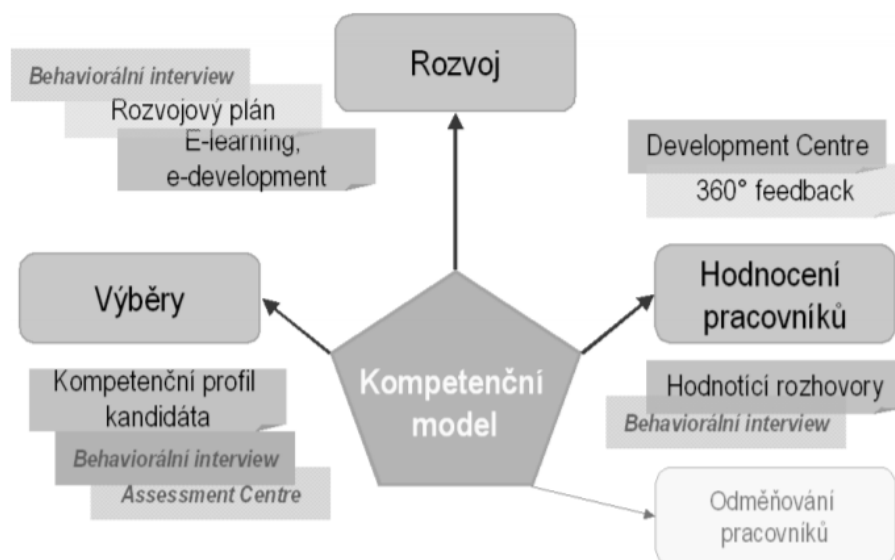 Rozvoj
Behaviorální interview
Rozvojový plán
E-learning,
e-development
Development Centre
360° feedback
Výběry
Hodnocení
pracovníků
Kompetenční
model
Kompetenční profil
kandidáta
Behaviorální interview
Assessment Centre
Hodnotící rozhovory
Behaviorální interview
Odměňování
pracovníků